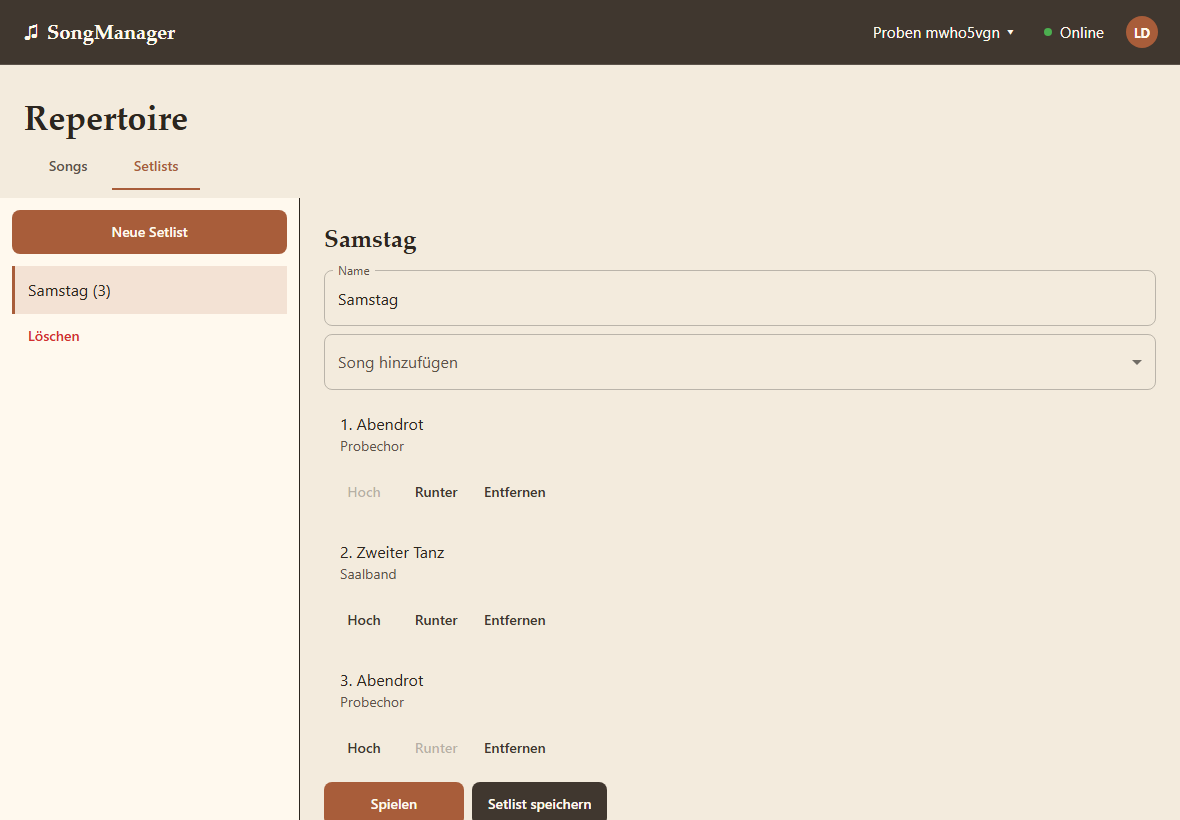 SongManager
Proben mwho5vgn
Online
LD
Repertoire
Songs
Setlists
Neue Setlist
Samstag (3)
Löschen
Samstag
Name
Samstag
Song hinzufügen
1. Abendrot
Probechor
Hoch
Runter
Entfernen
2. Zweiter Tanz
Saalband
Hoch
Runter
Entfernen
3. Abendrot
Probechor
Hoch
Runter
Entfernen
Spielen
Setlist speichern